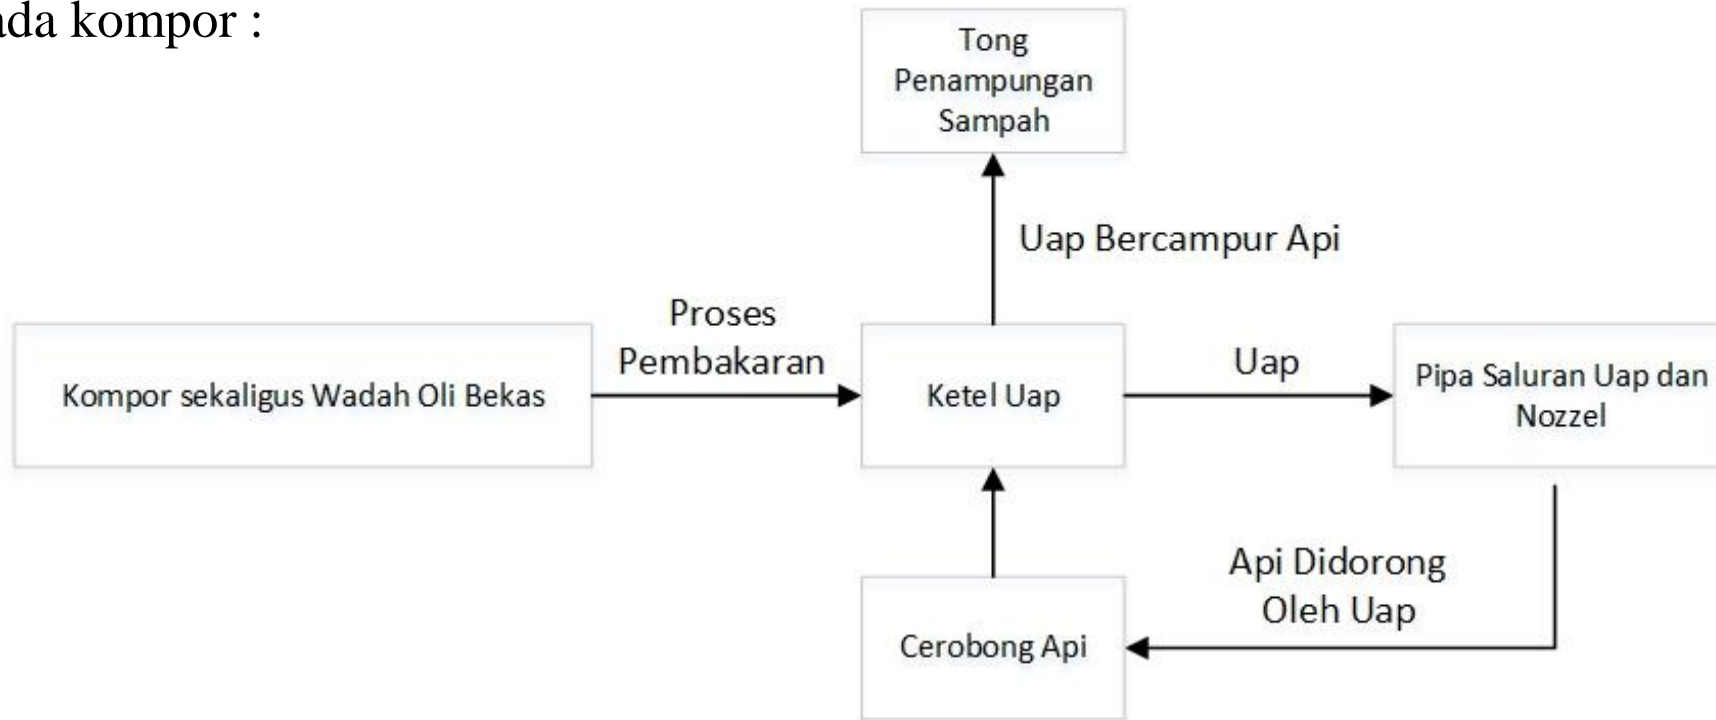 ada kompor :
Tong
Penampungan
Sampah
Uap Bercampur Api
Proses
Pembakaran
Uap
Kompor sekaligus Wadah Oli Bekas
Ketel Uap
Pipa Saluran Uap dan
Nozzel
Api Didorong
Oleh Uap
Cerobong Api